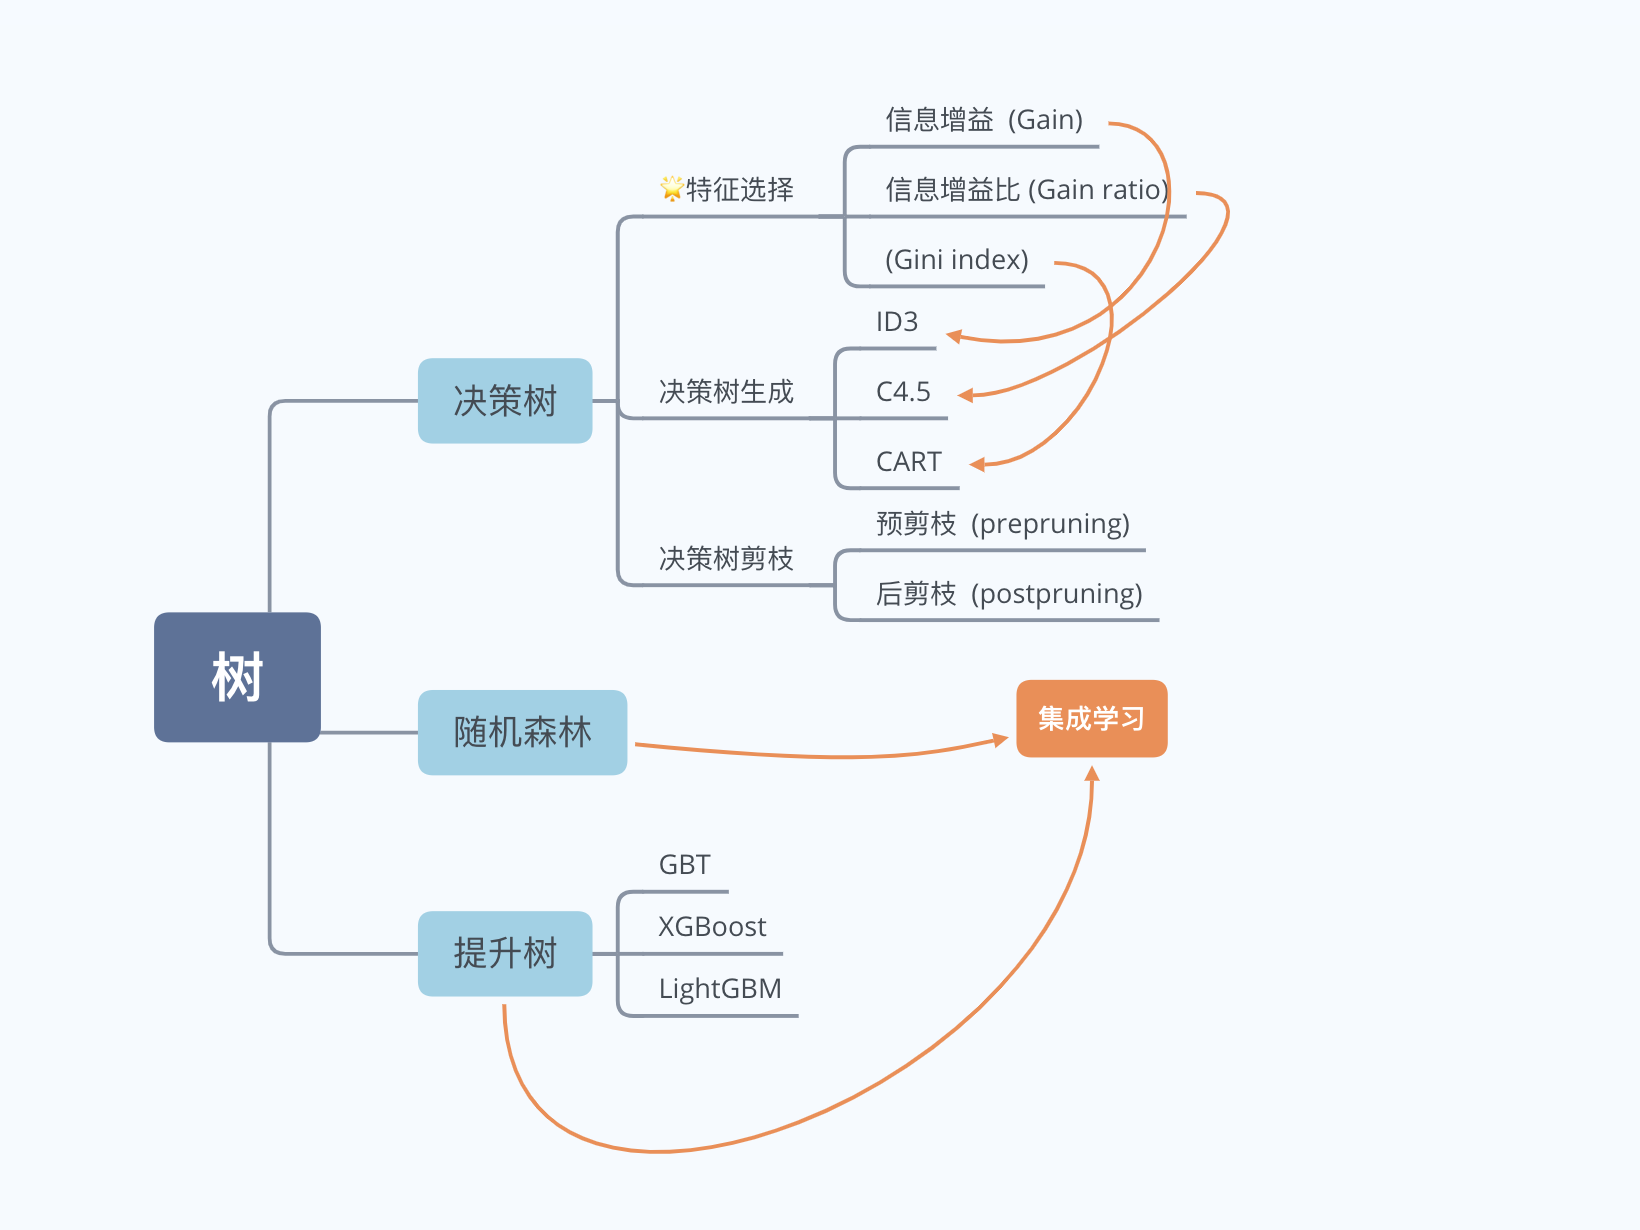 树
决策树
🌟特征选择
信息增益 (Gain)
信息增益比 (Gain ratio)
(Gini index)
决策树生成
ID3
C4.5
CART
决策树剪枝
预剪枝 (prepruning)
后剪枝 (postpruning)
随机森林
集成学习
提升树
GBT
XGBoost
LightGBM